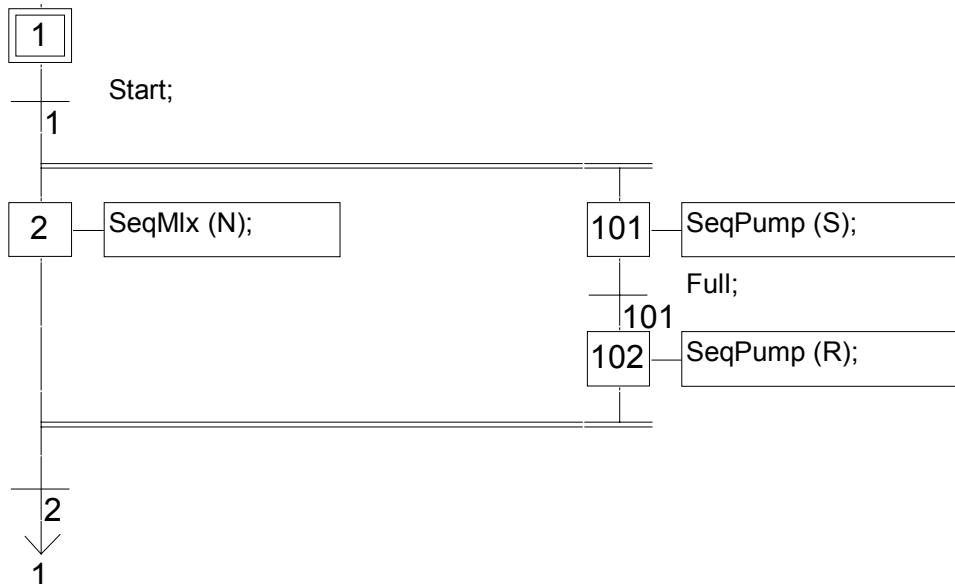 1
Start;
1
2
SeqMIx (N);
101
SeqPump (S);
Full;
101
102
SeqPump (R);
2
1